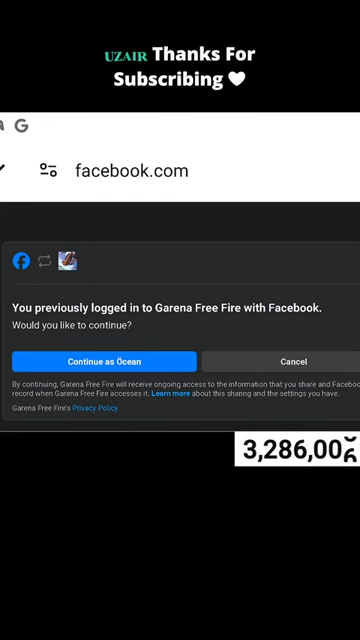 UZAIR Thanks For
Subscribing
G
facebook.com
You previously logged in to Garena Free Fire with Facebook.
Would you like to continue?
Continue as Öcean
Cancel
By continuing, Garena Free Fire will receive ongoing access to the information that you share and Facebo
record when Garena Free Fire accesses it. Learn more about this sharing and the settings you have.
Garena Free Fire's Privacy Policy
3,286,00